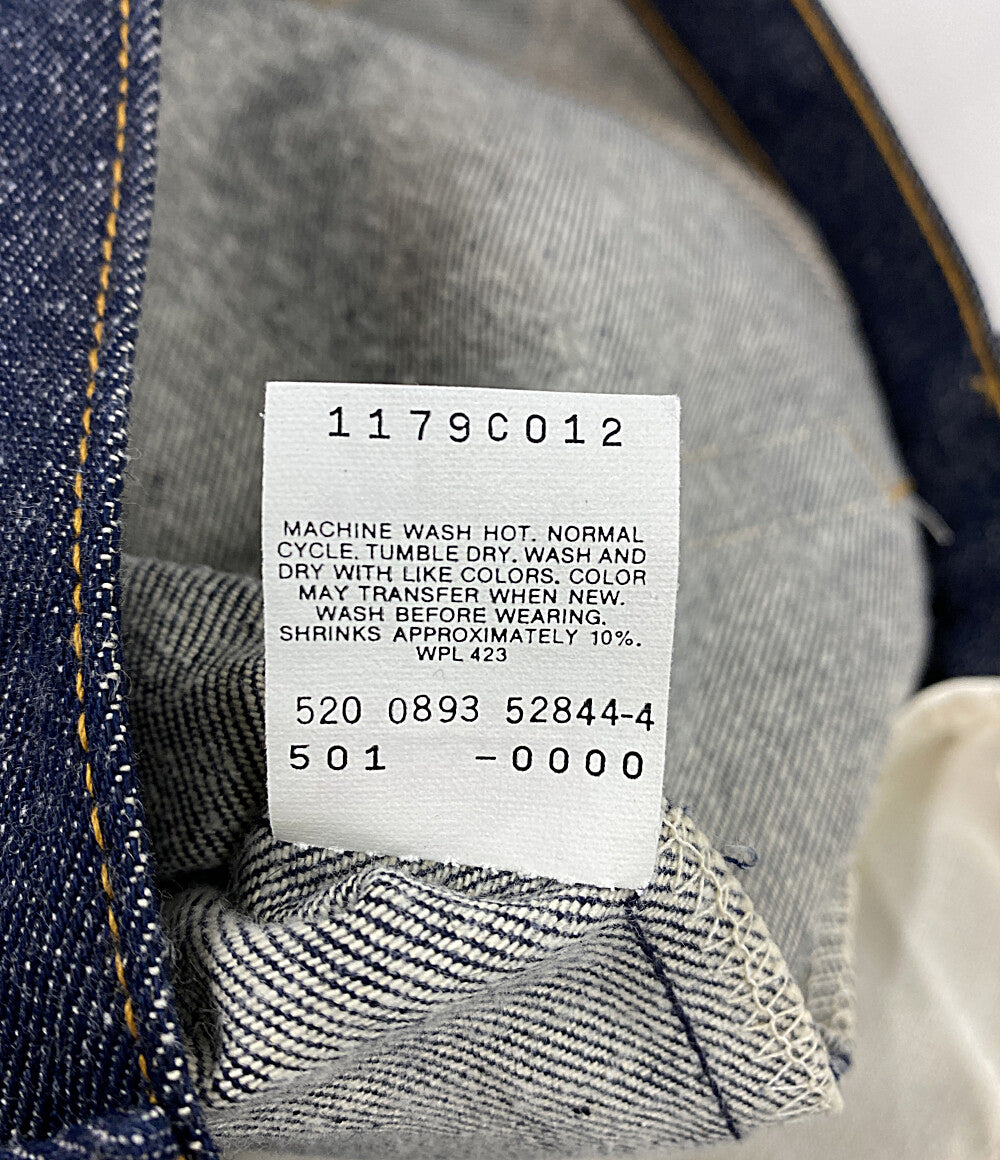 1179C012
MACHINE WASH HOT. NORMAL
CYCLE. TUMBLE DRY. WASH AND
DRY WITH LIKE COLORS. COLOR
MAY TRANSFER WHEN NEW.
WASH BEFORE WEARING.
SHRINKS APPROXIMATELY 10%.
WPL 423
520 0893 52844-4
501 -0000